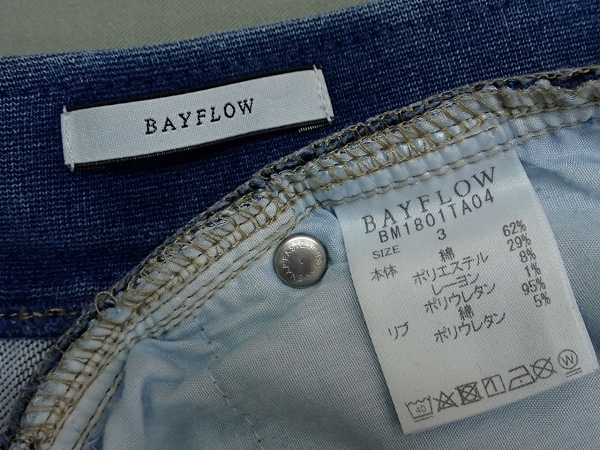 BAYFLOW
BAYFLOW
BM1801TA04
SIZE 3
本体 綿 62%
ポリエステル 29%
レーヨン 8%
ポリウレタン 1%
リブ 綿 95%
ポリウレタン 5%
40
W